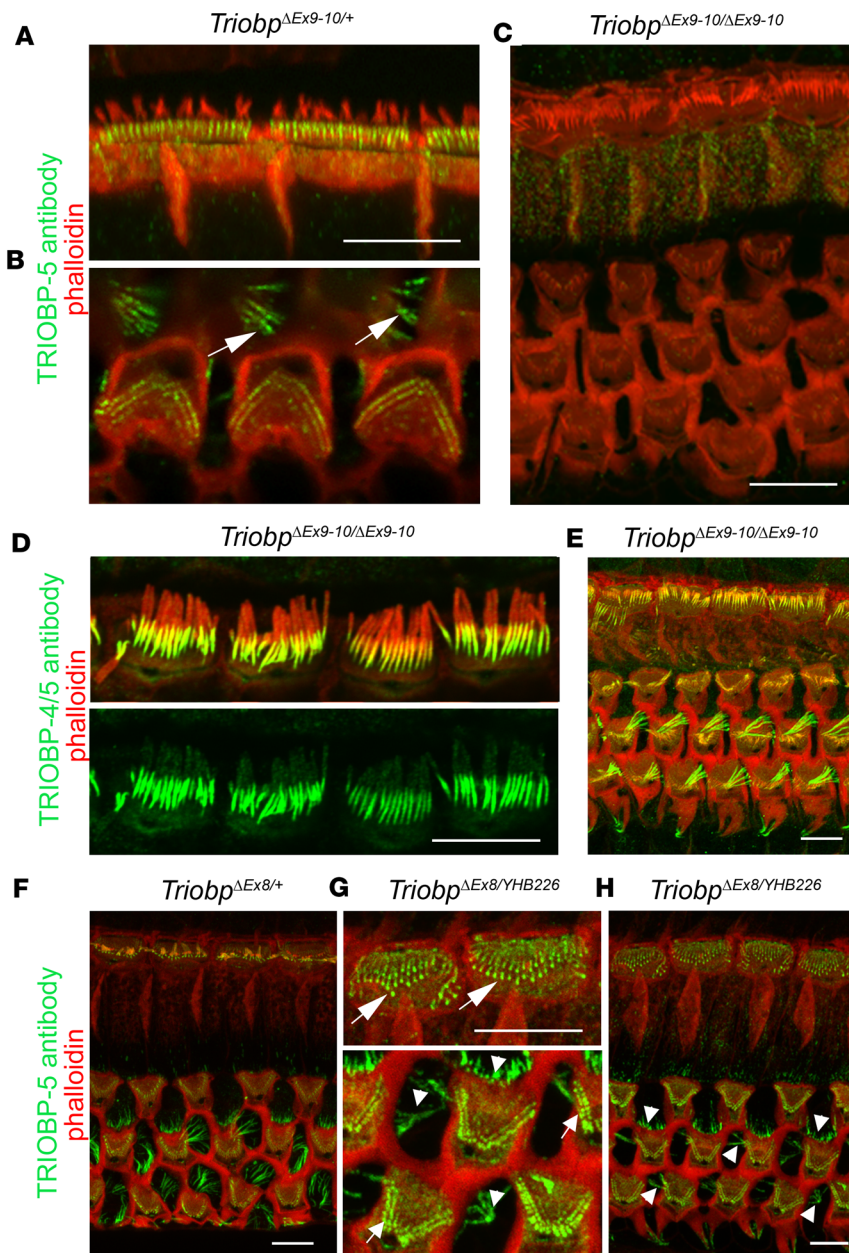 A
Triobp ΔEx9-10/+
C
Triobp ΔEx9-10/ΔEx9-10
B
TRIOBP-5 antibody
phalloidin
D
Triobp ΔEx9-10/ΔEx9-10
E
Triobp ΔEx9-10/ΔEx9-10
TRIOBP-4/5 antibody
phalloidin
F
Triobp ΔEx8/+
G
Triobp ΔEx8/YHB226
H
Triobp ΔEx8/YHB226
TRIOBP-5 antibody
phalloidin